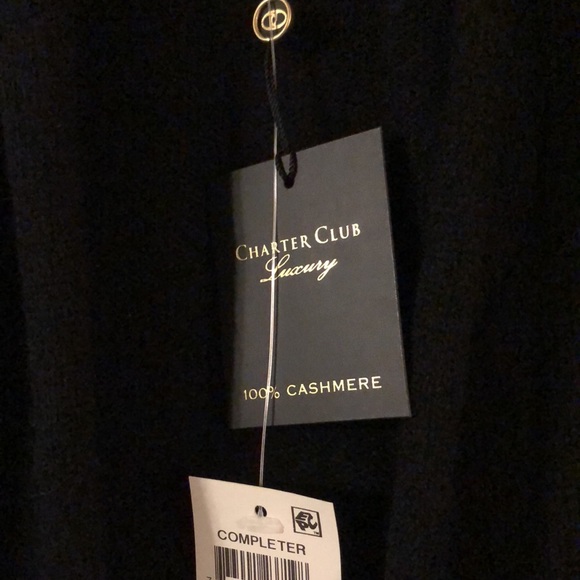 CHARTER CLUB
Luxury
100% CASHMERE
COMPLETER